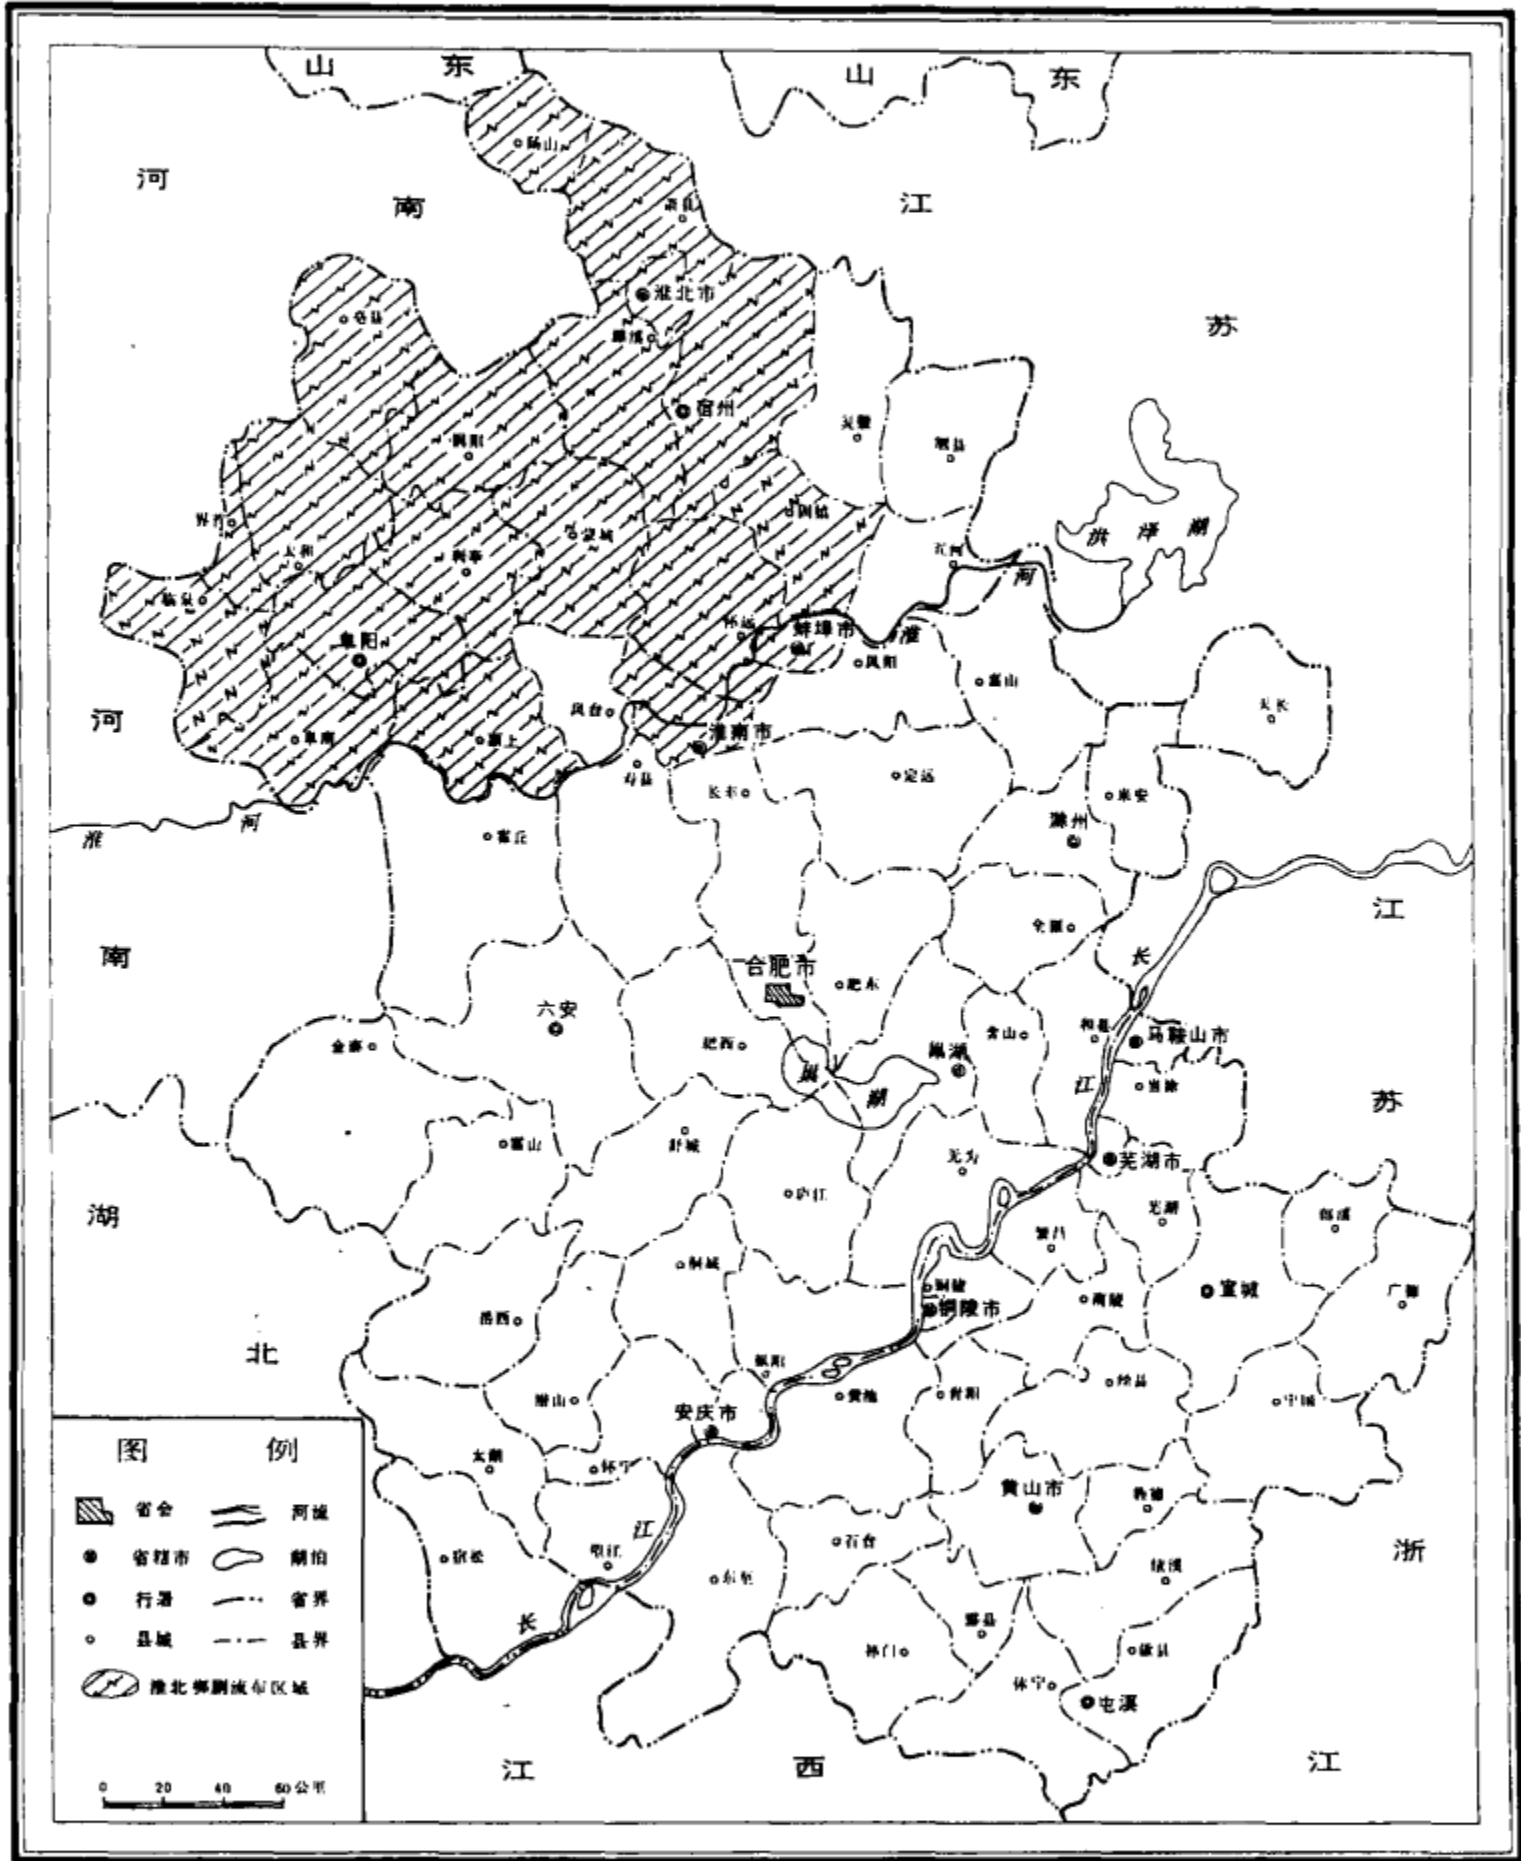 山 东
山 东
河 南
江
苏
砀山
萧县
淮北市
濉溪
亳县
宿州
灵璧
泗县
涡阳
界首
太和
利辛
蒙城
固镇
五河
洪 泽 湖
河
淮
临泉
阜阳
怀远
蚌埠市
凤阳
嘉山
天长
河
南
阜南
颍上
凤台
淮南市
寿县
长丰
定远
来安
滁州
淮 河
霍丘
全椒
江
苏
长
江
合肥市
肥东
六安
肥西
巢湖
巢 湖
含山
和县
马鞍山市
当涂
金寨
霍山
舒城
庐江
无为
芜湖市
芜湖
繁昌
郎溪
广德
湖
北
桐城
岳西
铜陵
铜陵市
南陵
宣城
枞阳
潜山
安庆市
贵池
青阳
泾县
宁国
太湖
怀宁
黄山市
旌德
宿松
望江
江
长
东至
石台
绩溪
浙
江
黟县
祁门
歙县
休宁
屯溪
江 西
图 例
省会 河流
省辖市 湖泊
行署 省界
县城 县界
淮北梆剧流布区域
0 20 40 60公里